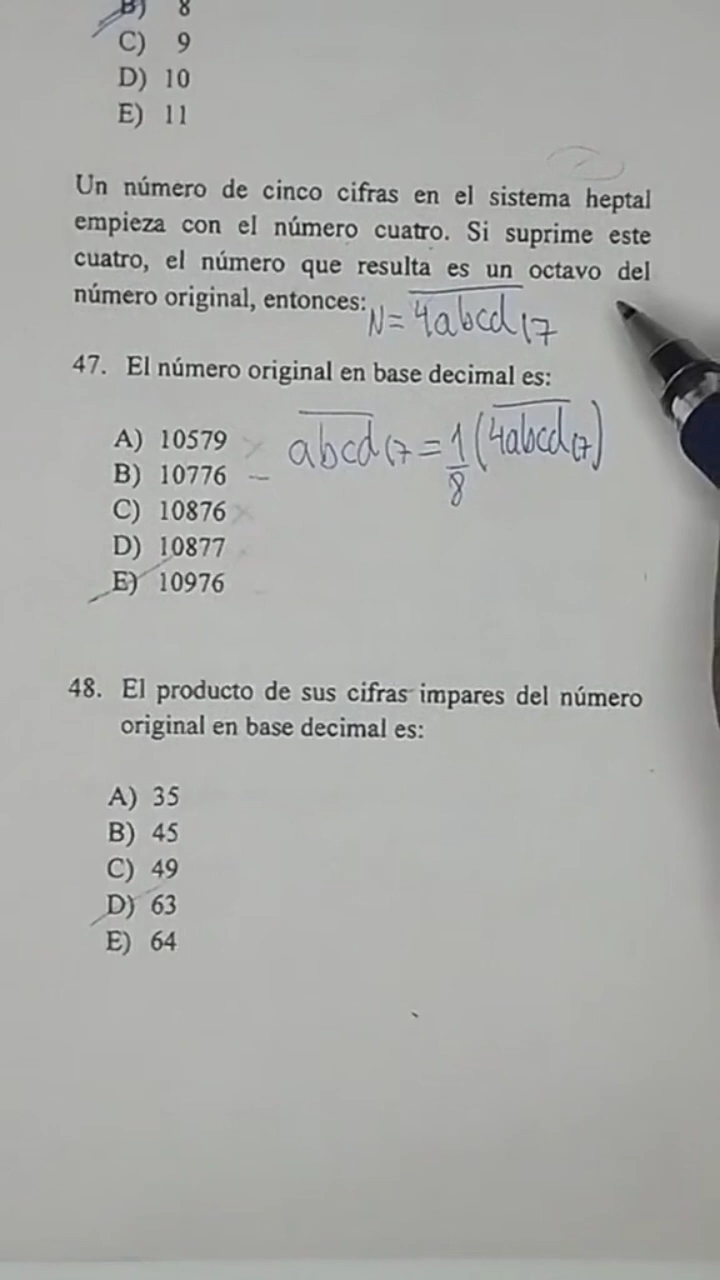 B) 8
C) 9
D) 10
E) 11
Un número de cinco cifras en el sistema heptal
empieza con el número cuatro. Si suprime este
cuatro, el número que resulta es un octavo del
número original, entonces:
N=4abcd(7
47. El número original en base decimal es:
A) 10579
B) 10776
C) 10876
D) 10877
E) 10976
abcd(7 = 1/8 (4abcd(7)
48. El producto de sus cifras impares del número
original en base decimal es:
A) 35
B) 45
C) 49
D) 63
E) 64